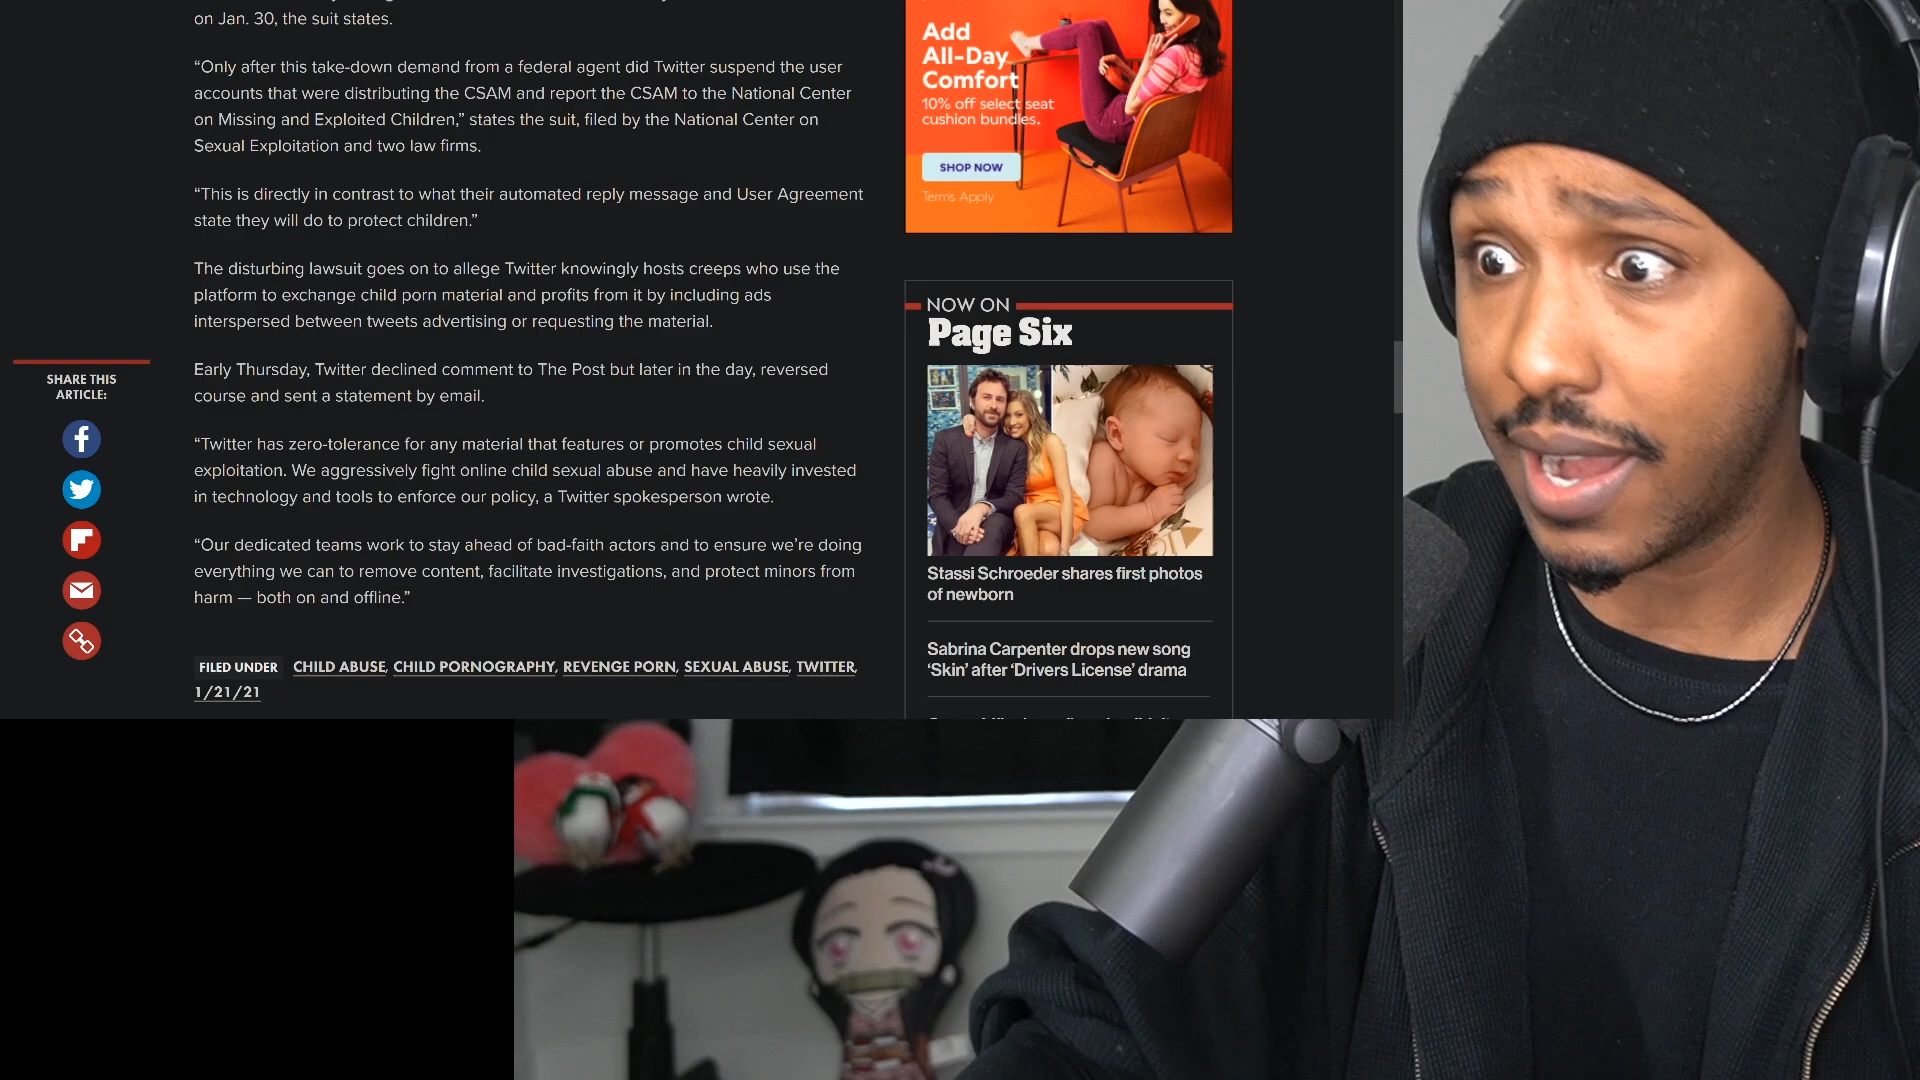 on Jan. 30, the suit states.
“Only after this take-down demand from a federal agent did Twitter suspend the user
accounts that were distributing the CSAM and report the CSAM to the National Center
on Missing and Exploited Children,” states the suit, filed by the National Center on
Sexual Exploitation and two law firms.
“This is directly in contrast to what their automated reply message and User Agreement
state they will do to protect children.”
The disturbing lawsuit goes on to allege Twitter knowingly hosts creeps who use the
platform to exchange child porn material and profits from it by including ads
interspersed between tweets advertising or requesting the material.
Early Thursday, Twitter declined comment to The Post but later in the day, reversed
course and sent a statement by email.
“Twitter has zero-tolerance for any material that features or promotes child sexual
exploitation. We aggressively fight online child sexual abuse and have heavily invested
in technology and tools to enforce our policy, a Twitter spokesperson wrote.
“Our dedicated teams work to stay ahead of bad-faith actors and to ensure we’re doing
everything we can to remove content, facilitate investigations, and protect minors from
harm — both on and offline.”
FILED UNDER CHILD ABUSE, CHILD PORNOGRAPHY, REVENGE PORN, SEXUAL ABUSE, TWITTER,
1/21/21
SHARE THIS
ARTICLE:
Add
All-Day
Comfort
10% off select seat
cushion bundles.
SHOP NOW
Terms Apply
NOW ON
Page Six
Stassi Schroeder shares first photos
of newborn
Sabrina Carpenter drops new song
‘Skin’ after ‘Drivers License’ drama